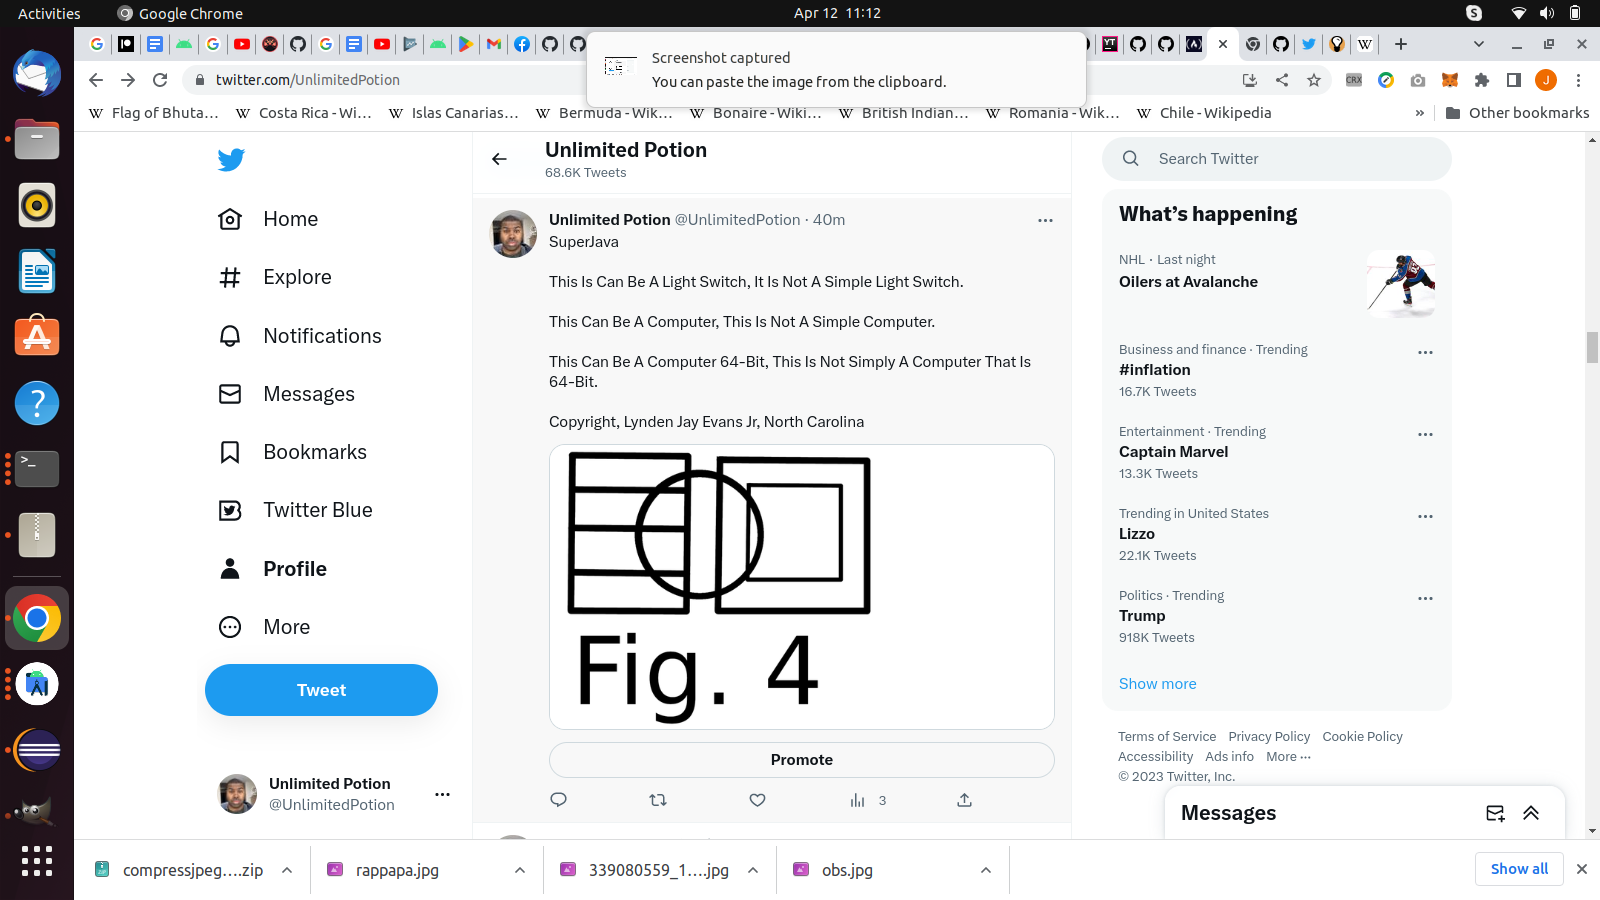 Activities
Google Chrome
Apr 12 11:12
Screenshot captured
You can paste the image from the clipboard.
twitter.com/UnlimitedPotion
CRX
J
Flag of Bhuta...
Costa Rica - Wi...
Islas Canarias...
Bermuda - Wik...
Bonaire - Wiki...
British Indian...
Romania - Wik...
Chile - Wikipedia
»
Other bookmarks
Home
Explore
Notifications
Messages
Bookmarks
Twitter Blue
Profile
More
Tweet
Unlimited Potion
@UnlimitedPotion
Unlimited Potion
68.6K Tweets
Unlimited Potion @UnlimitedPotion · 40m
SuperJava
This Is Can Be A Light Switch, It Is Not A Simple Light Switch.
This Can Be A Computer, This Is Not A Simple Computer.
This Can Be A Computer 64-Bit, This Is Not Simply A Computer That Is
64-Bit.
Copyright, Lynden Jay Evans Jr, North Carolina
Fig. 4
Promote
3
Search Twitter
What's happening
NHL · Last night
Oilers at Avalanche
Business and finance · Trending
#inflation
16.7K Tweets
Entertainment · Trending
Captain Marvel
13.3K Tweets
Trending in United States
Lizzo
22.1K Tweets
Politics · Trending
Trump
918K Tweets
Show more
Terms of Service Privacy Policy Cookie Policy
Accessibility Ads info More ···
© 2023 Twitter, Inc.
Messages
compressjpeg....zip
rappapa.jpg
339080559_1....jpg
obs.jpg
Show all